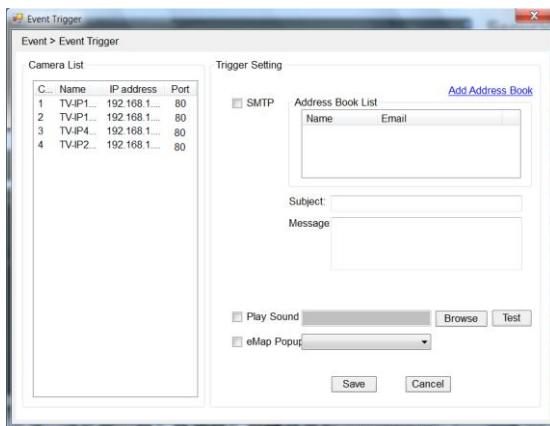 Event Trigger
Event > Event Trigger
Camera List
C... Name IP address Port
1 TV-IP1... 192.168.1.... 80
2 TV-IP1... 192.168.1.... 80
3 TV-IP4... 192.168.1.... 80
4 TV-IP2... 192.168.1.... 80
Trigger Setting
Add Address Book
SMTP
Address Book List
Name Email
Subject:
Message
Play Sound
Browse
Test
eMap Popup
Save
Cancel